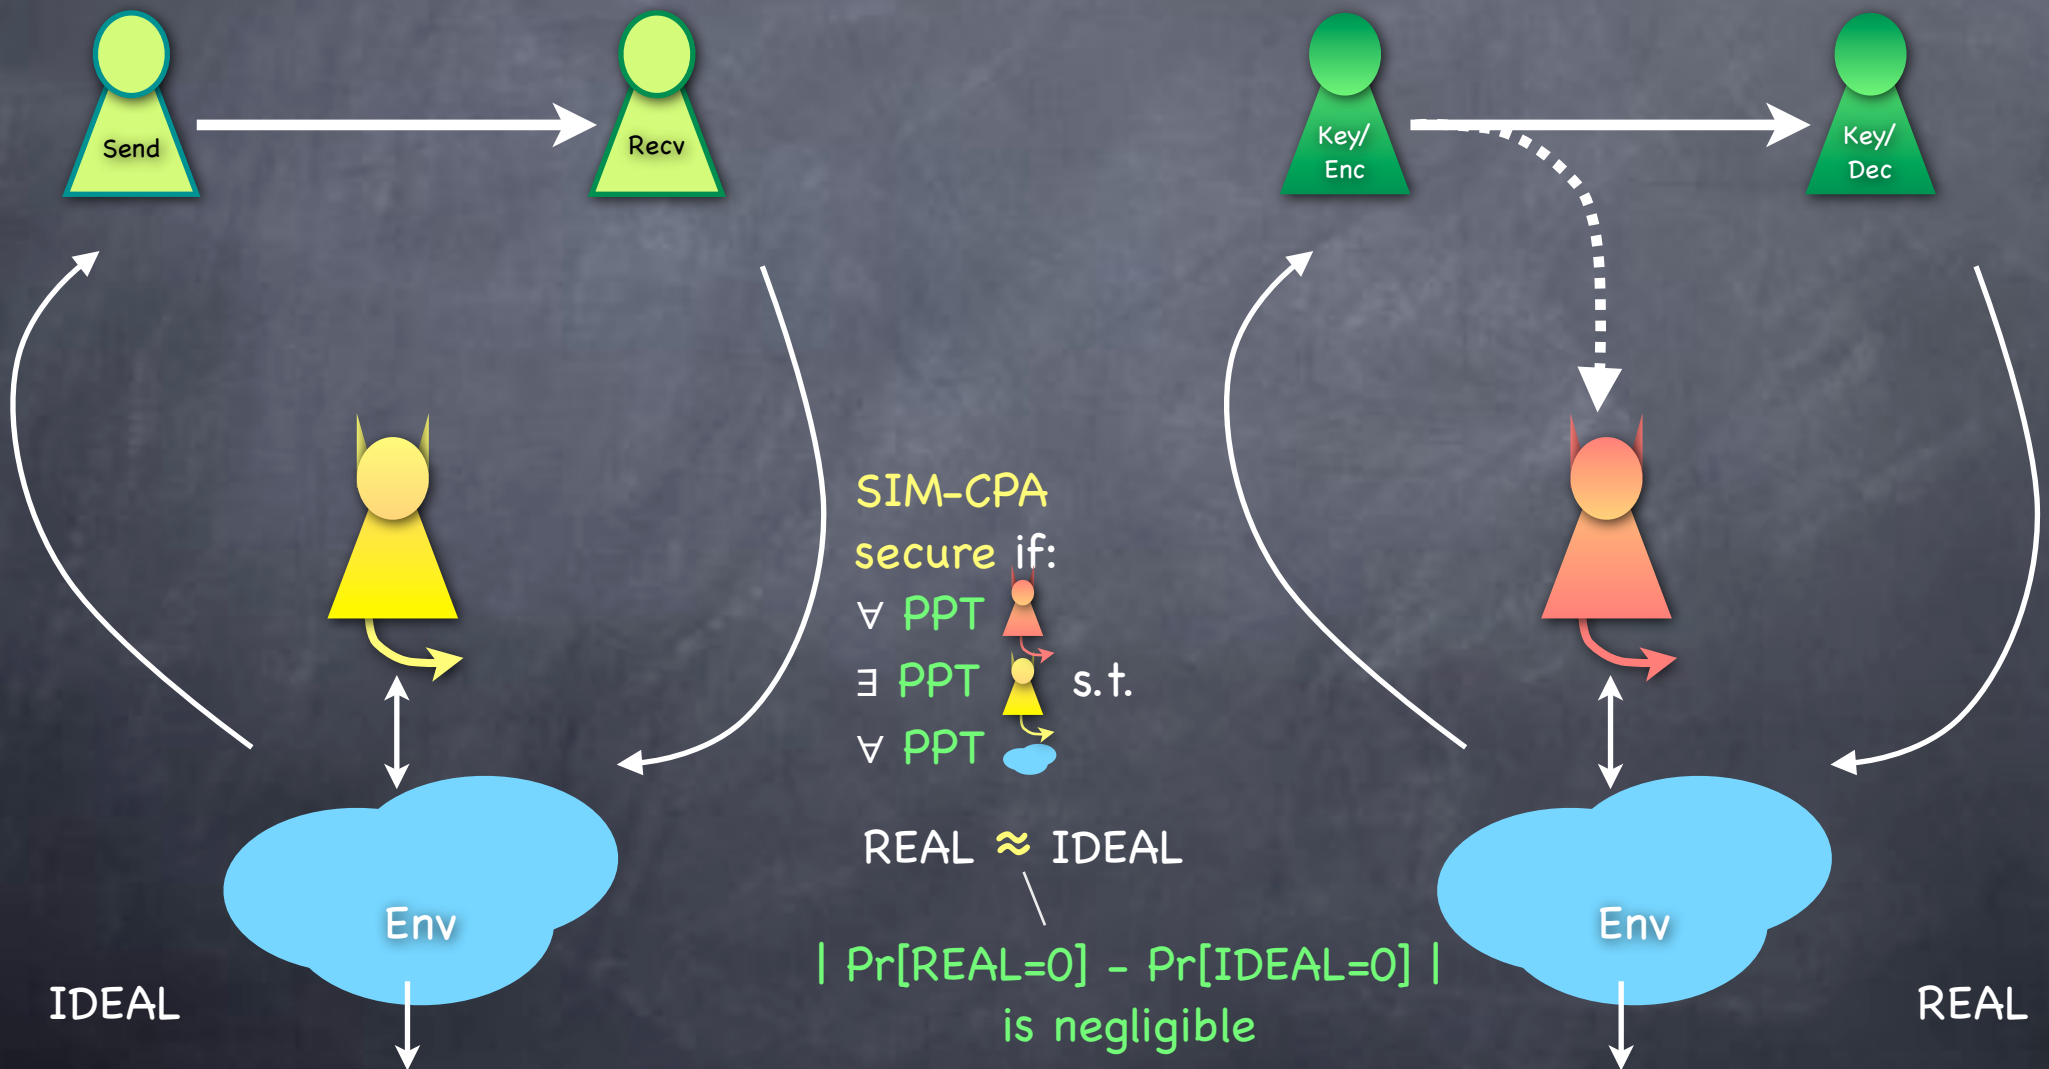 Send
Recv
Key/
Enc
Key/
Dec
SIM-CPA
secure if:
∀ PPT
∃ PPT s.t.
∀ PPT
REAL ≈ IDEAL
Env
Env
| Pr[REAL=0] - Pr[IDEAL=0] |
is negligible
IDEAL
REAL